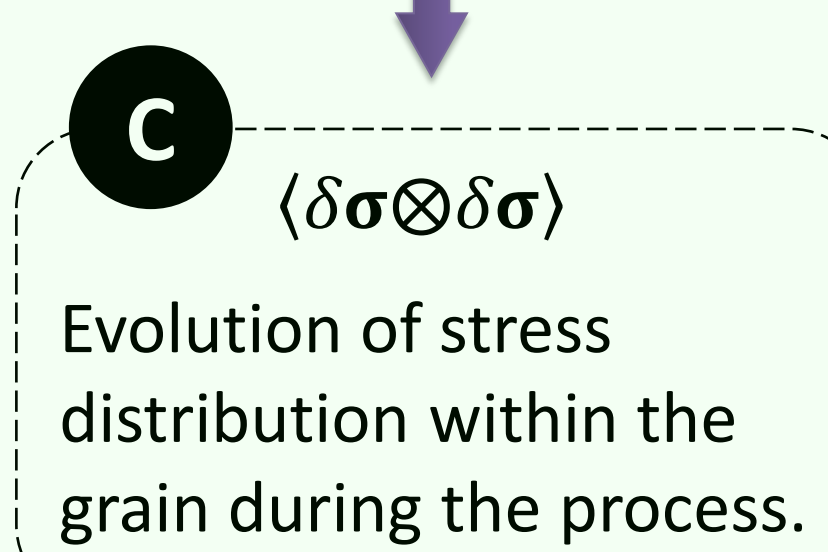 C
⟨δ𝛔⊗δ𝛔⟩
Evolution of stress
distribution within the
grain during the process.